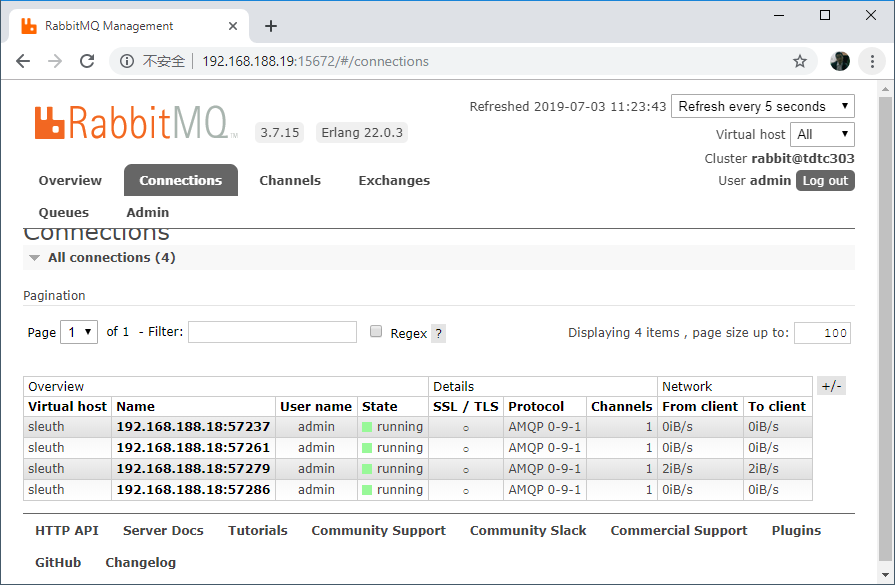 RabbitMQ Management
不安全 192.168.188.19:15672/#/connections
Refreshed 2019-07-03 11:23:43 Refresh every 5 seconds
RabbitMQ TM 3.7.15 Erlang 22.0.3
Virtual host All
Cluster rabbit@tdtc303
User admin Log out
Overview Connections Channels Exchanges
Queues Admin
Connections
All connections (4)
Pagination
Page 1 of 1 - Filter: Regex ? Displaying 4 items , page size up to: 100
Overview Details Network +/-
Virtual host Name User name State SSL / TLS Protocol Channels From client To client
sleuth 192.168.188.18:57237 admin running ○ AMQP 0-9-1 1 0iB/s 0iB/s
sleuth 192.168.188.18:57261 admin running ○ AMQP 0-9-1 1 0iB/s 0iB/s
sleuth 192.168.188.18:57279 admin running ○ AMQP 0-9-1 1 2iB/s 2iB/s
sleuth 192.168.188.18:57286 admin running ○ AMQP 0-9-1 1 0iB/s 0iB/s
HTTP API Server Docs Tutorials Community Support Community Slack Commercial Support Plugins
GitHub Changelog